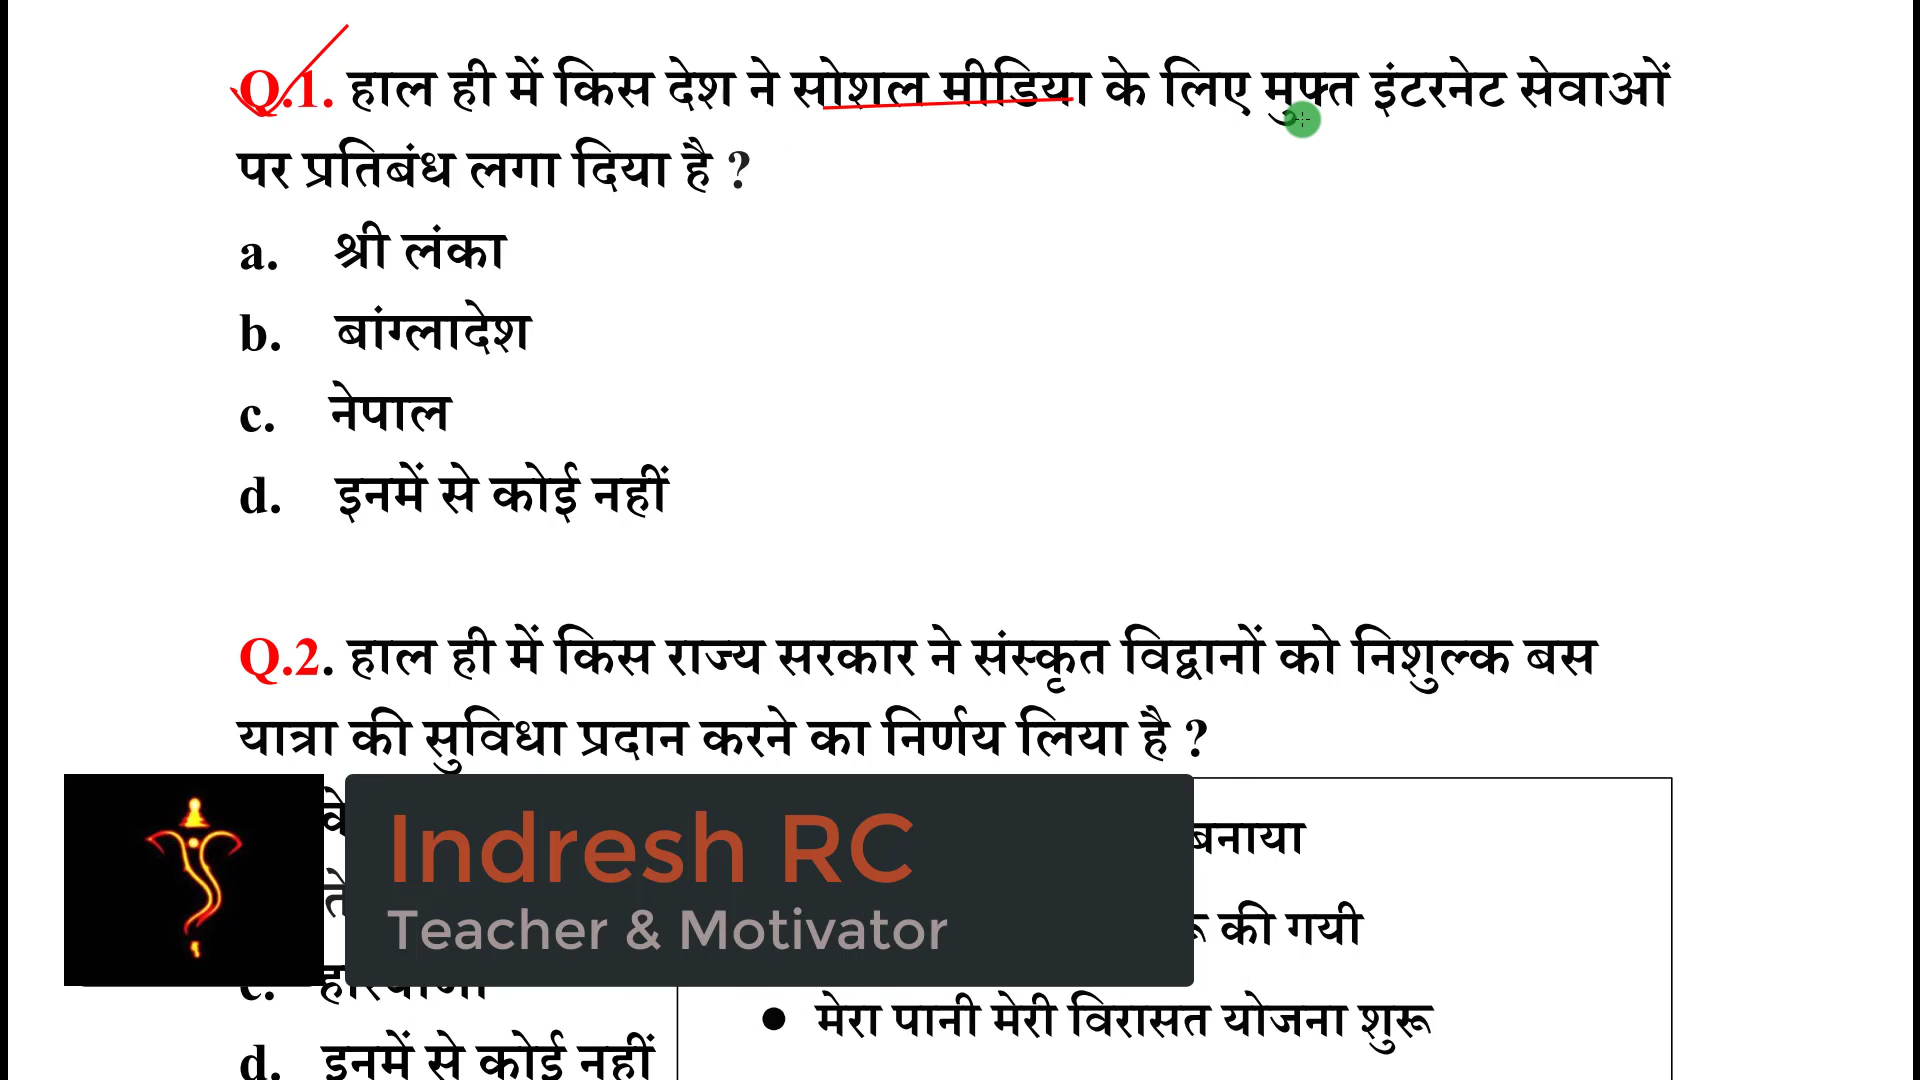 Q.1. हाल ही में किस देश ने सोशल मीडिया के लिए मुफ्त इंटरनेट सेवाओं
पर प्रतिबंध लगा दिया है ?
a. श्री लंका
b. बांग्लादेश
c. नेपाल
d. इनमें से कोई नहीं
Q.2. हाल ही में किस राज्य सरकार ने संस्कृत विद्वानों को निशुल्क बस
यात्रा की सुविधा प्रदान करने का निर्णय लिया है ?
बनाया
Indresh RC
Teacher & Motivator
की गयी
c.
● मेरा पानी मेरी विरासत योजना शुरू
d. इनमें से कोई नहीं